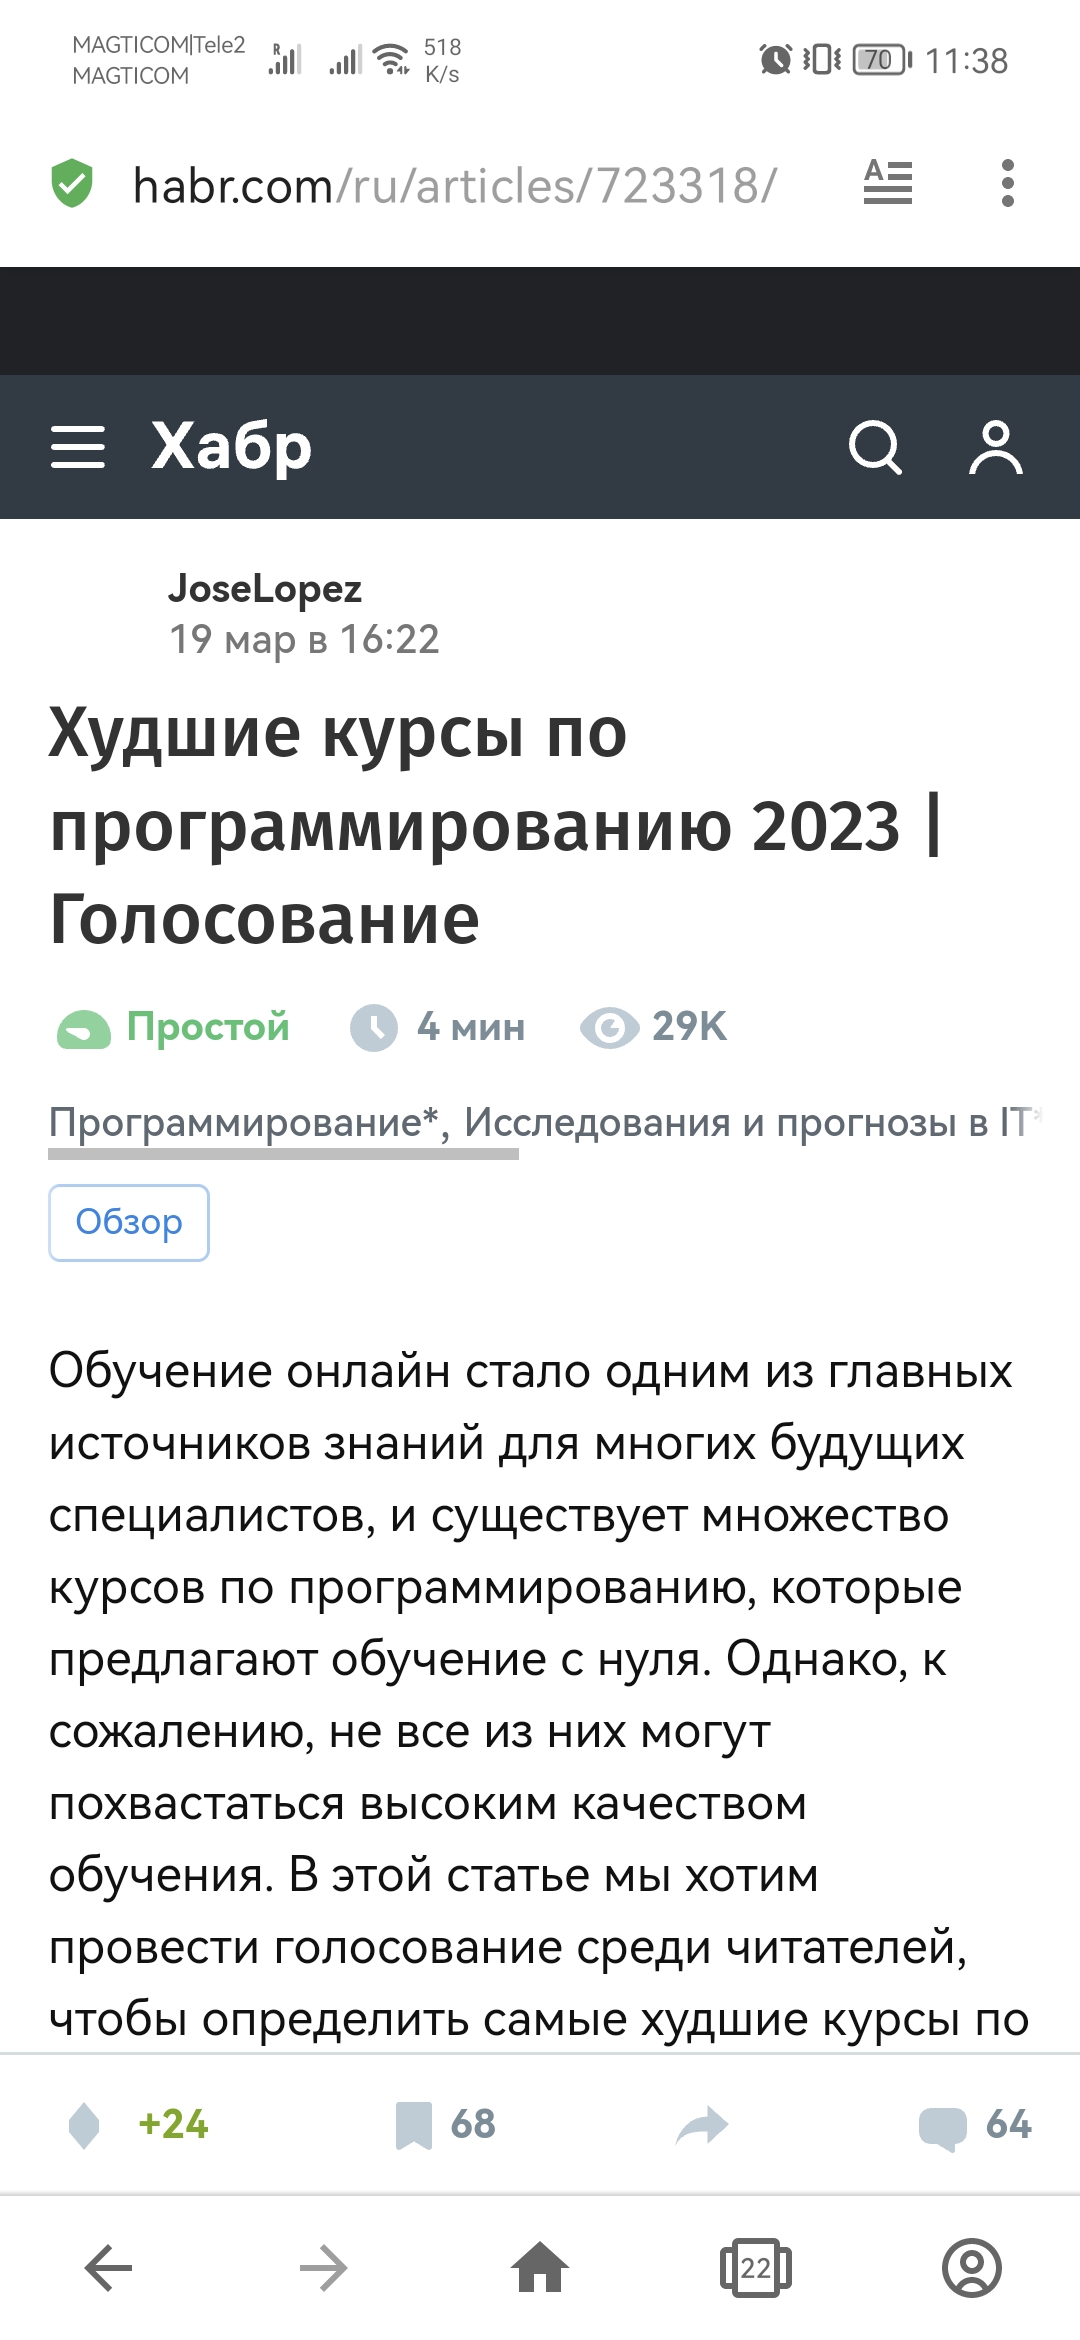 MAGTICOM|Tele2
MAGTICOM
R
518
K/s
70
11:38
habr.com/ru/articles/723318/
A
Хабр
JoseLopez
19 мар в 16:22
Худшие курсы по
программированию 2023 |
Голосование
Простой
4 мин
29K
Программирование*, Исследования и прогнозы в IT*
Обзор
Обучение онлайн стало одним из главных
источников знаний для многих будущих
специалистов, и существует множество
курсов по программированию, которые
предлагают обучение с нуля. Однако, к
сожалению, не все из них могут
похвастаться высоким качеством
обучения. В этой статье мы хотим
провести голосование среди читателей,
чтобы определить самые худшие курсы по
+24
68
64
22